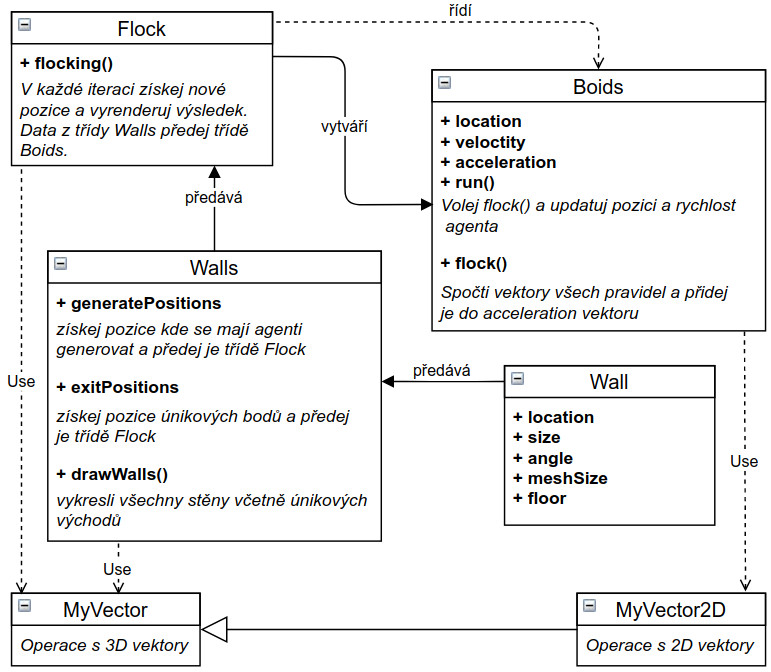 Flock
+ flocking()
V každé iteraci získej nové
pozice a vyrenderuj výsledek.
Data z třídy Walls předej třídě
Boids.
řídí
vytváří
Boids
+ location
+ veloctity
+ acceleration
+ run()
Volej flock() a updatuj pozici a rychlost
agenta
+ flock()
Spočti vektory všech pravidel a přidej
je do acceleration vektoru
předává
Walls
+ generatePositions
získej pozice kde se mají agenti
generovat a předej je třídě Flock
+ exitPositions
získej pozice únikových bodů a předej
je třídě Flock
+ drawWalls()
vykresli všechny stěny včetně únikových
východů
předává
Wall
+ location
+ size
+ angle
+ meshSize
+ floor
Use
Use
Use
MyVector
Operace s 3D vektory
MyVector2D
Operace s 2D vektory